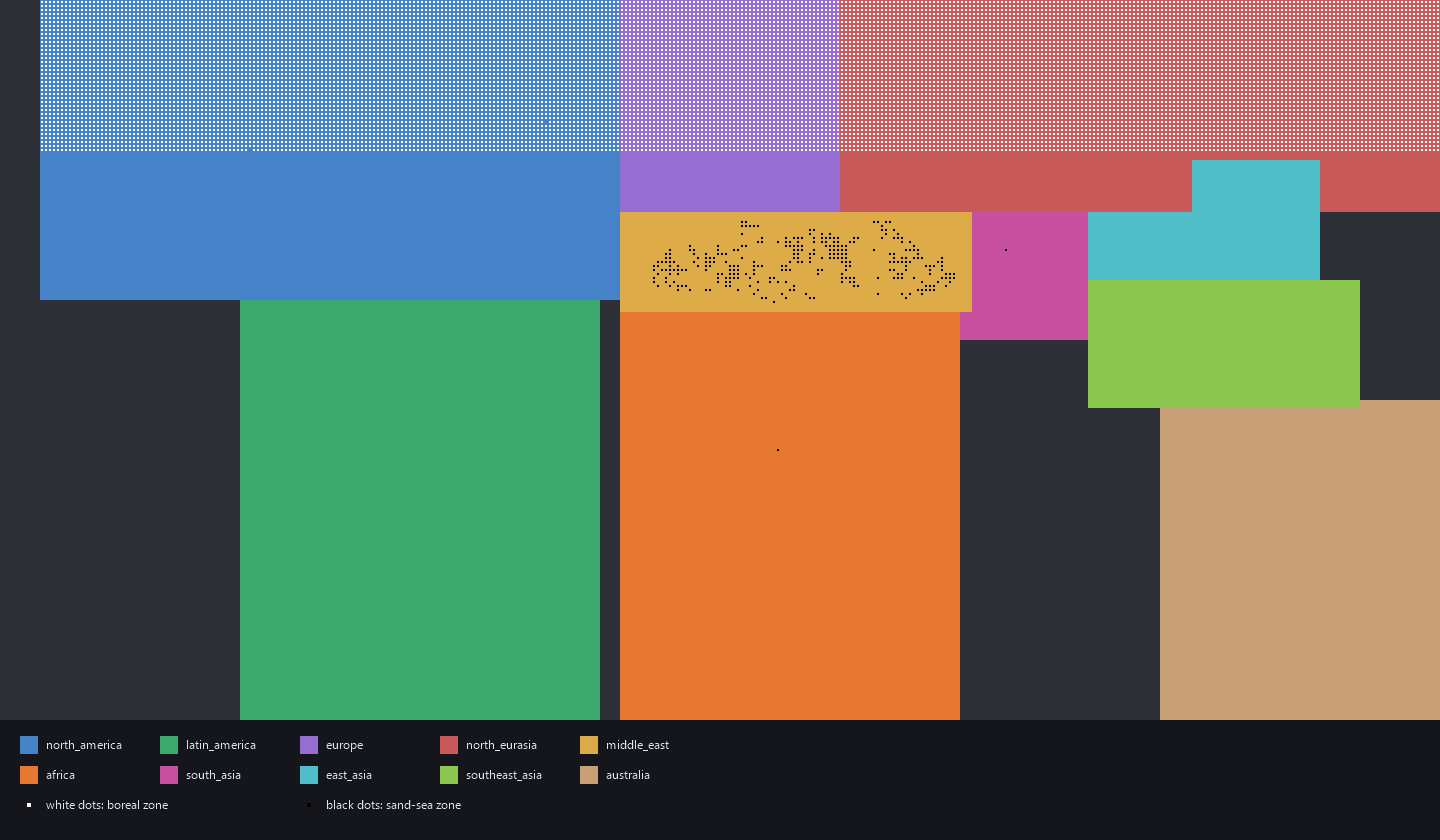 north_america latin_america europe north_eurasia middle_east
africa south_asia east_asia southeast_asia australia
white dots: boreal zone black dots: sand-sea zone